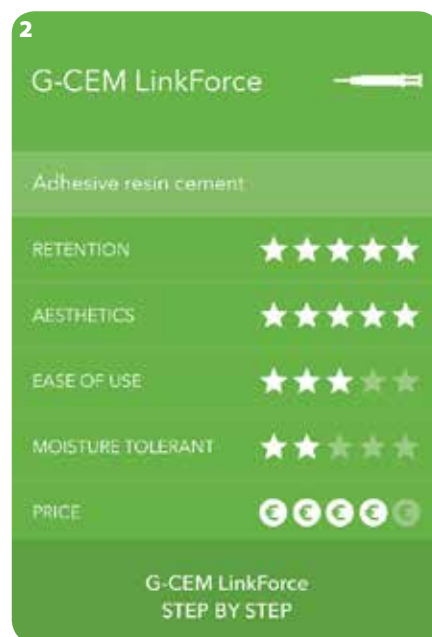 2
G-CEM LinkForce
Adhesive resin cement
RETENTION
AESTHETICS
EASE OF USE
MOISTURE TOLERANT
PRICE € € € € €
G-CEM LinkForce
STEP BY STEP